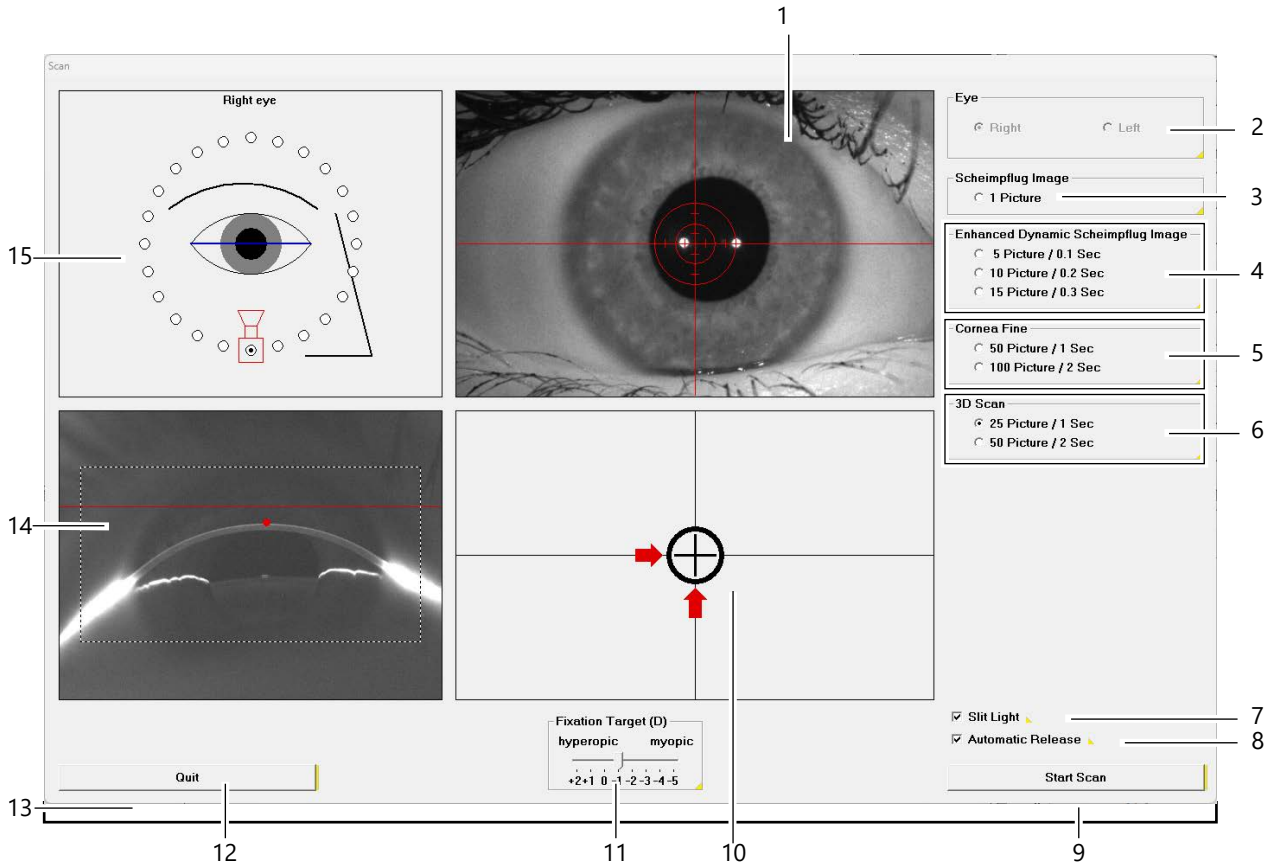 1
Scan
Right eye
Eye
Right Left
2
Scheimpflug Image
1 Picture
3
Enhanced Dynamic Scheimpflug Image
5 Picture / 0.1 Sec
10 Picture / 0.2 Sec
15 Picture / 0.3 Sec
4
Cornea Fine
50 Picture / 1 Sec
100 Picture / 2 Sec
5
3D Scan
25 Picture / 1 Sec
50 Picture / 2 Sec
6
15
14
Fixation Target (D)
hyperopic myopic
+2+1 0 -1 -2 -3 -4 -5
Slit Light
7
Automatic Release
8
Quit
Start Scan
13
12
11
10
9